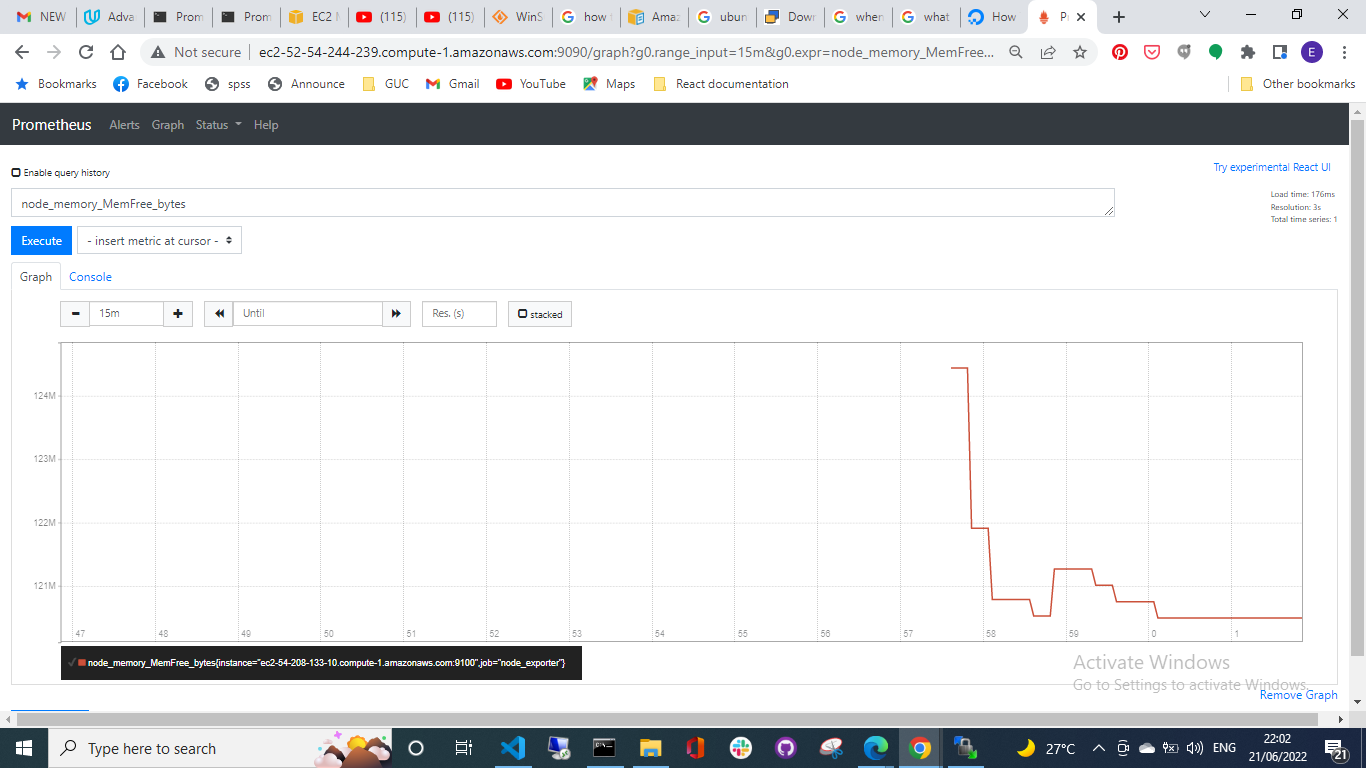 NEW
Adva
Prom
Prom
EC2 M
(115)
(115)
WinS
how t
Amaz
ubun
Dow
when
what
How
P
Not secure
ec2-52-54-244-239.compute-1.amazonaws.com:9090/graph?g0.range_input=15m&g0.expr=node_memory_MemFree...
E
Bookmarks
Facebook
spss
Announce
GUC
Gmail
YouTube
Maps
React documentation
Other bookmarks
Prometheus Alerts Graph Status Help
Enable query history
Try experimental React UI
node_memory_MemFree_bytes
Load time: 176ms
Resolution: 3s
Total time series: 1
Execute
- insert metric at cursor -
Graph Console
15m
Until
Res. (s)
stacked
124M
123M
122M
121M
47 48 49 50 51 52 53 54 55 56 57 58 59 0 1
node_memory_MemFree_bytes{instance="ec2-54-208-133-10.compute-1.amazonaws.com:9100",job="node_exporter"}
Activate Windows
Go to Settings to activate Windows.
Remove Graph
Type here to search
27°C
ENG
22:02
21/06/2022
21